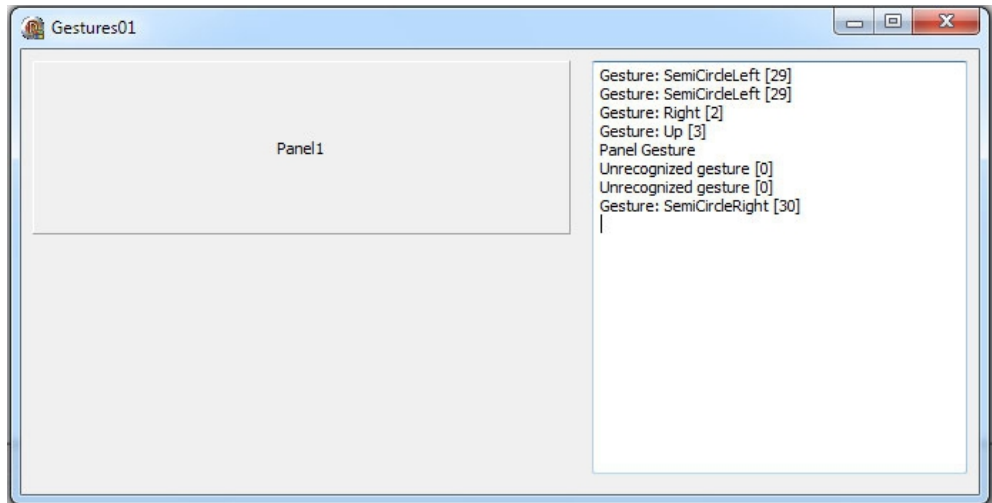 Gestures01
Panel1
Gesture: SemiCircleLeft [29]
Gesture: SemiCircleLeft [29]
Gesture: Right [2]
Gesture: Up [3]
Panel Gesture
Unrecognized gesture [0]
Unrecognized gesture [0]
Gesture: SemiCircleRight [30]